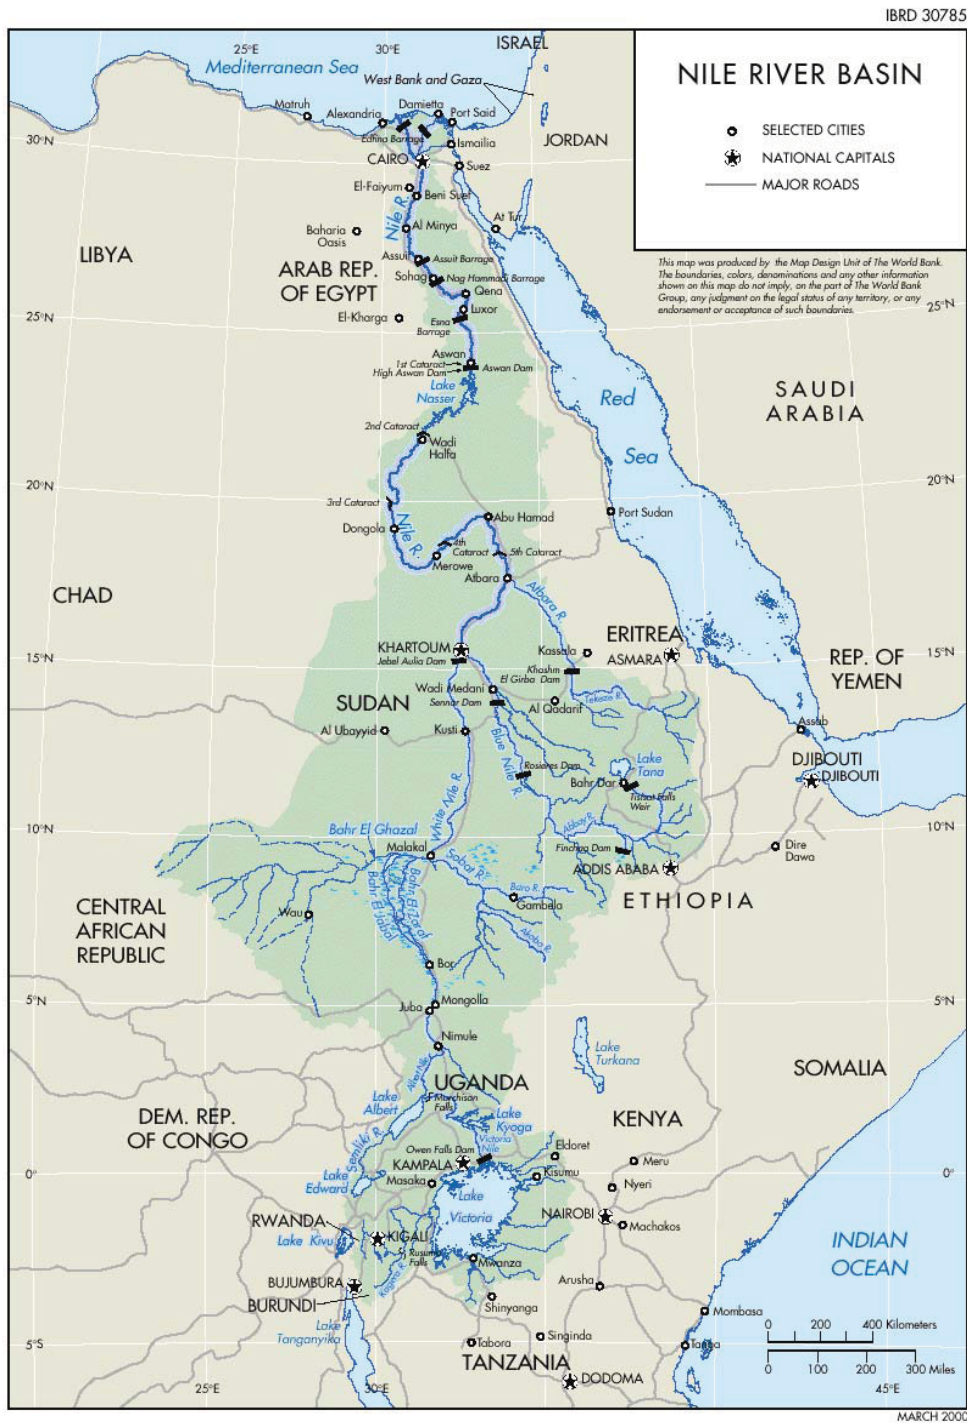 IBRD 30785
NILE RIVER BASIN
SELECTED CITIES
NATIONAL CAPITALS
MAJOR ROADS
This map was produced by the Map Design Unit of The World Bank.
The boundaries, colors, denominations and any other information
shown on this map do not imply, on the part of The World Bank
Group, any judgment on the legal status of any territory, or any
endorsement or acceptance of such boundaries.
25°E
30°E
ISRAEL
Mediterranean Sea
West Bank and Gaza
Matruh
Alexandria
Damietta
Port Said
30°N
Edfina Barrage
Ismailia
JORDAN
CAIRO
Suez
El-Faiyum
Beni Suef
Nile R.
At Tur
Baharia
Oasis
Al Minya
LIBYA
Assuit
Assuit Barrage
ARAB REP.
OF EGYPT
Sohag
Nag Hammadi Barrage
Qena
25°N
El-Kharga
Luxor
Esna
Barrage
25°N
Aswan
1st Cataract
High Aswan Dam
Aswan Dam
Lake
Nasser
Red
Sea
SAUDI
ARABIA
2nd Cataract
Wadi
Halfa
20°N
20°N
3rd Cataract
Nile R.
Dongola
Abu Hamad
Port Sudan
4th
Cataract
5th Cataract
Merowe
Atbara
Atbara R.
CHAD
KHARTOUM
Jebel Aulia Dam
Kassala
ERITREA
ASMARA
15°N
15°N
REP. OF
YEMEN
Khashm
El Girba Dam
Wadi Medani
Sennar Dam
Tekeze R.
SUDAN
Al Qadarif
Al Ubayyid
Kusti
Blue Nile R.
Assab
Lake
Tana
DJIBOUTI
DJIBOUTI
Rosieres Dam
Bahr Dar
Tisisat Falls
Weir
White Nile R.
10°N
10°N
Bahr El Ghazal
Abbay R.
Malakal
Finchaa Dam
Dire
Dawa
Sobat R.
ADDIS ABABA
Bahr El Jebel
Bahr El Zaraf
Baro R.
Gambella
ETHIOPIA
CENTRAL
AFRICAN
REPUBLIC
Wau
Akobo R.
Bor
5°N
5°N
Juba
Mongolla
Nimule
Lake
Turkana
Albert Nile
SOMALIA
UGANDA
Lake
Albert
Murchison
Falls
DEM. REP.
OF CONGO
Lake
Kyoga
KENYA
Semliki R.
Victoria
Nile
Owen Falls Dam
Eldoret
KAMPALA
Meru
0°
0°
Lake
Edward
Masaka
Kisumu
Nyeri
Lake
Victoria
RWANDA
NAIROBI
Machakos
Lake Kivu
KIGALI
Rusumo
Falls
INDIAN
OCEAN
Kagera R.
Mwanza
BUJUMBURA
Arusha
BURUNDI
Shinyanga
Mombasa
Lake
Tanganyika
0 200 400 Kilometers
5°S
Tabora
Singinda
Tanga
0 100 200 300 Miles
TANZANIA
DODOMA
25°E
30°E
45°E
MARCH 2000